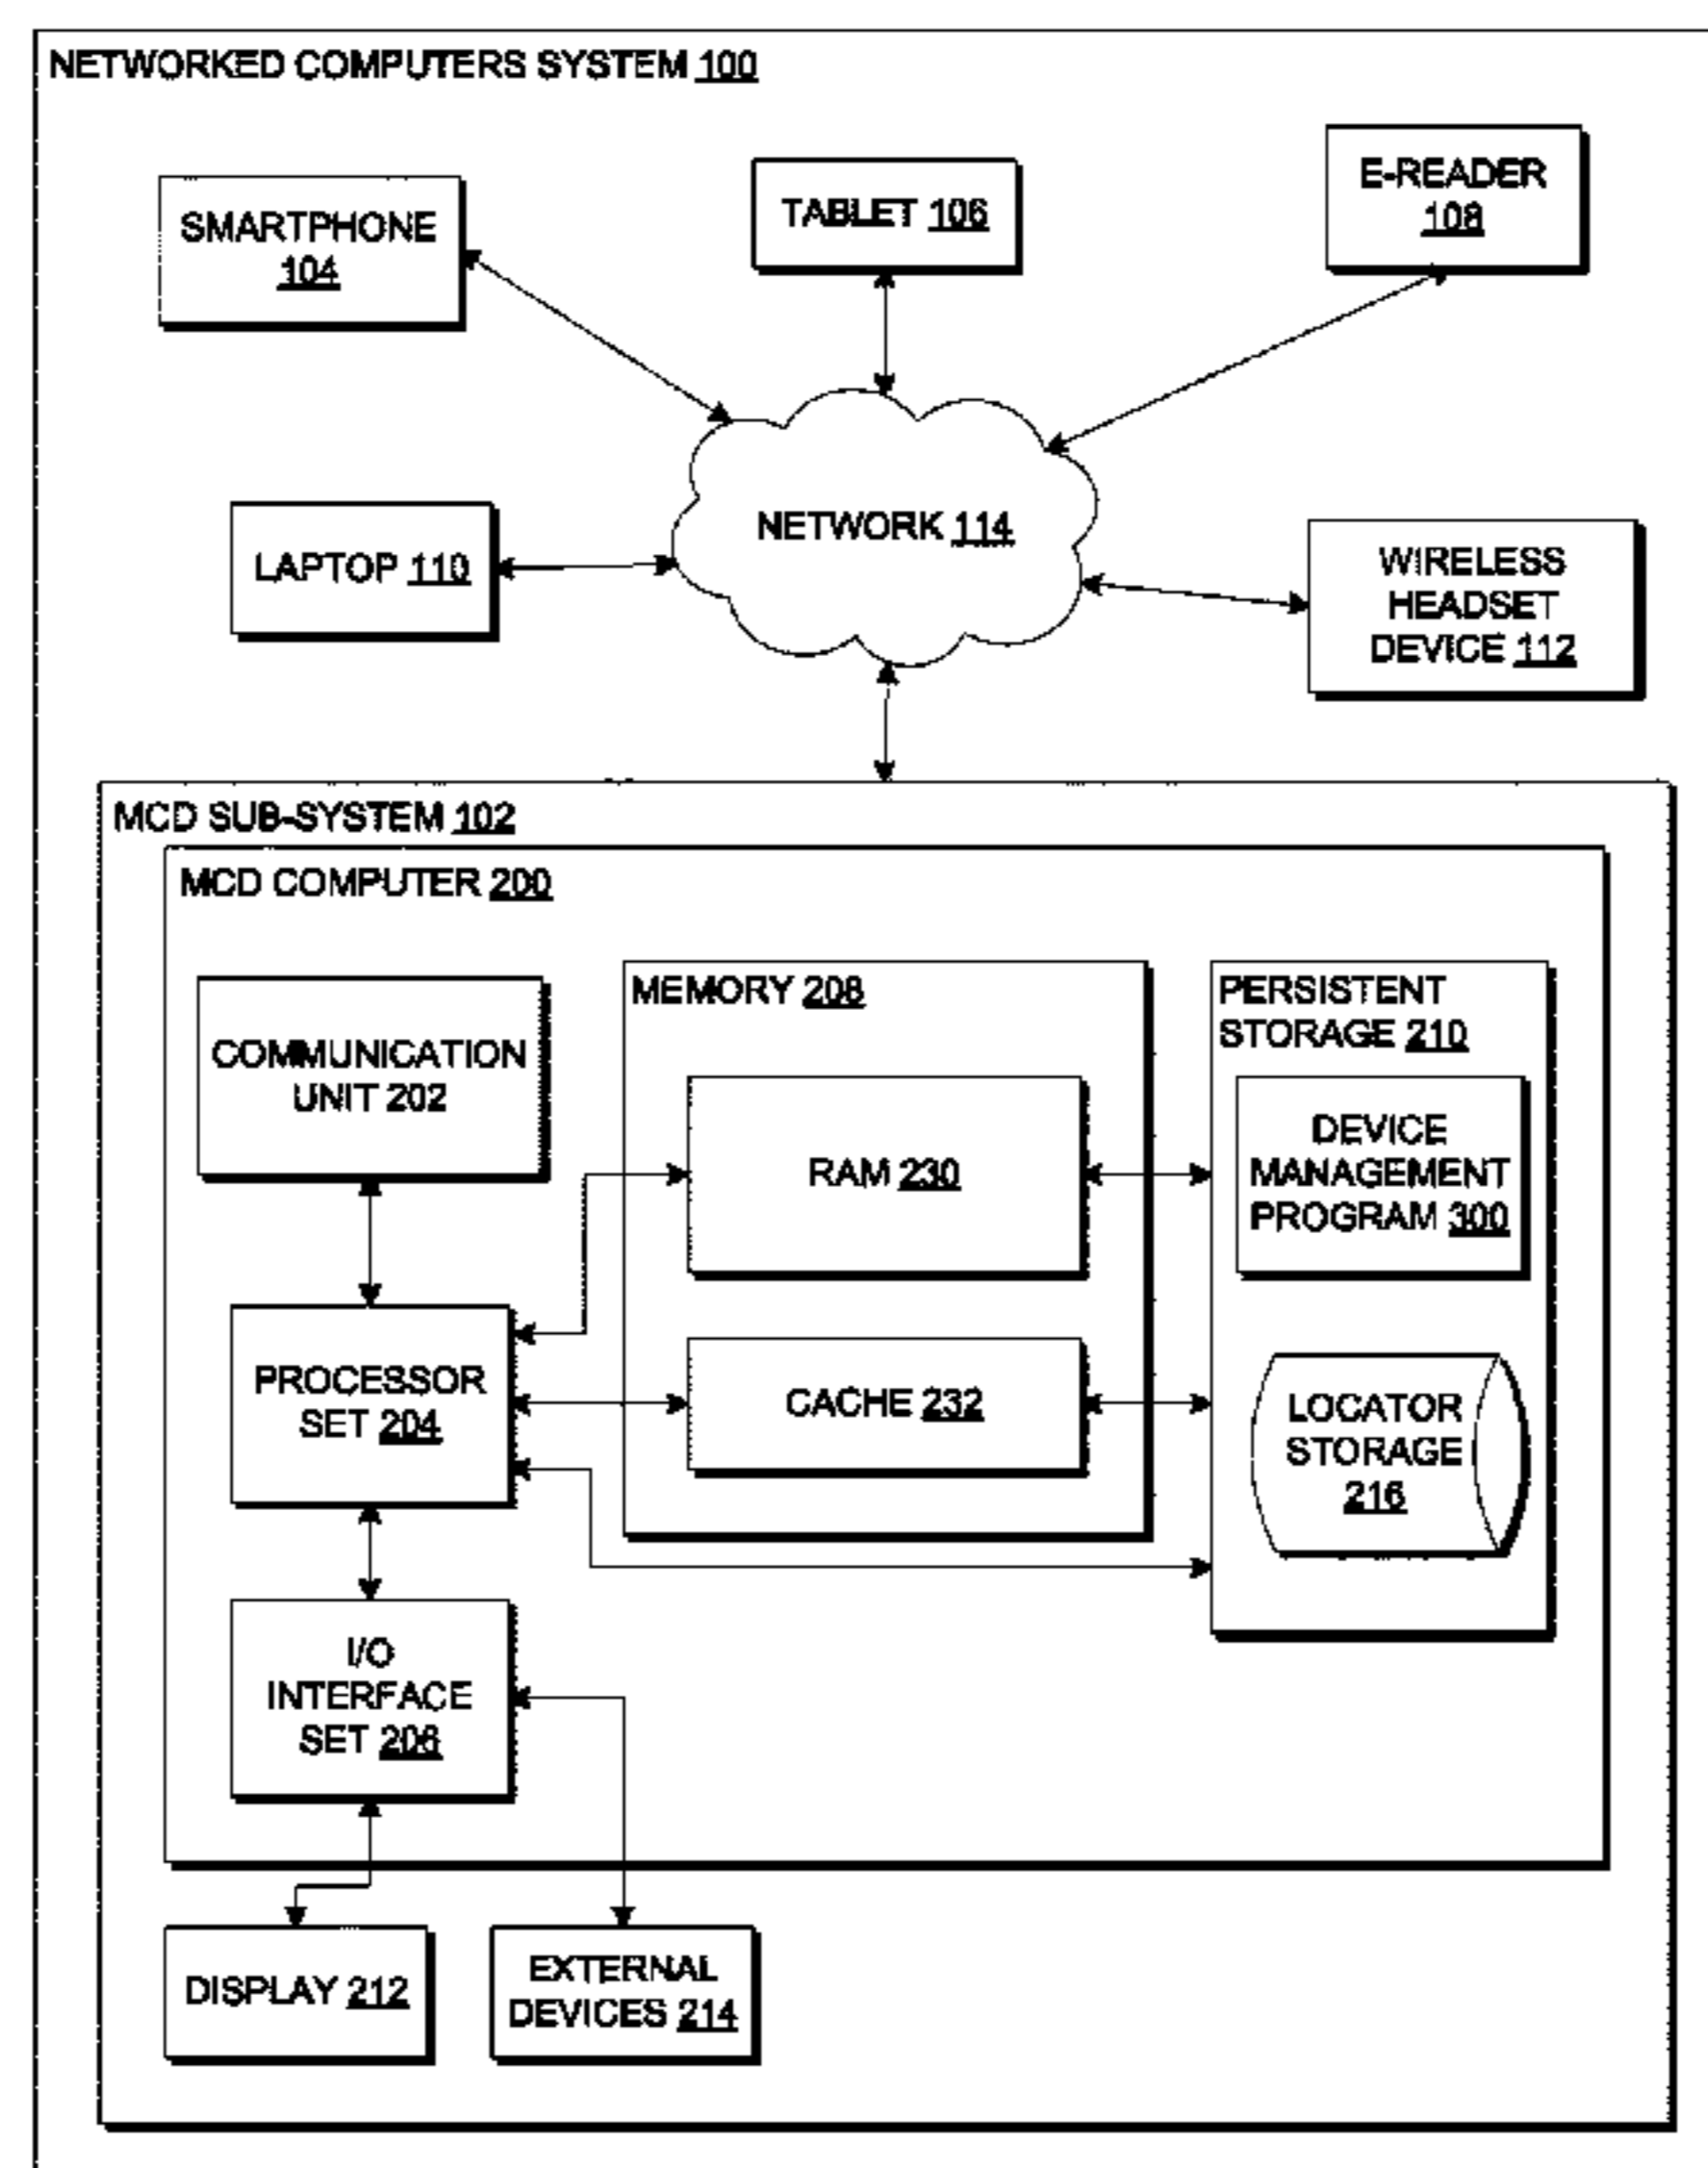 NETWORKED COMPUTERS SYSTEM 100
SMARTPHONE
104
TABLET 106
E-READER
108
NETWORK 114
LAPTOP 110
WIRELESS
HEADSET
DEVICE 112
MCD SUB-SYSTEM 102
MCD COMPUTER 200
COMMUNICATION
UNIT 202
MEMORY 208
PERSISTENT
STORAGE 210
RAM 230
DEVICE
MANAGEMENT
PROGRAM 300
PROCESSOR
SET 204
CACHE 232
LOCATOR
STORAGE
216
I/O
INTERFACE
SET 206
DISPLAY 212
EXTERNAL
DEVICES 214